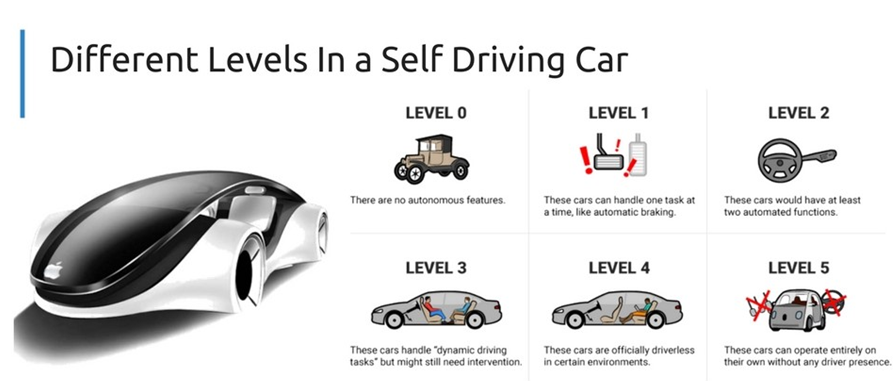 Different Levels In a Self Driving Car
LEVEL 0
There are no autonomous features.
LEVEL 1
These cars can handle one task at
a time, like automatic braking.
LEVEL 2
These cars would have at least
two automated functions.
LEVEL 3
These cars handle “dynamic driving
tasks” but might still need intervention.
LEVEL 4
These cars are officially driverless
in certain environments.
LEVEL 5
These cars can operate entirely on
their own without any driver presence.